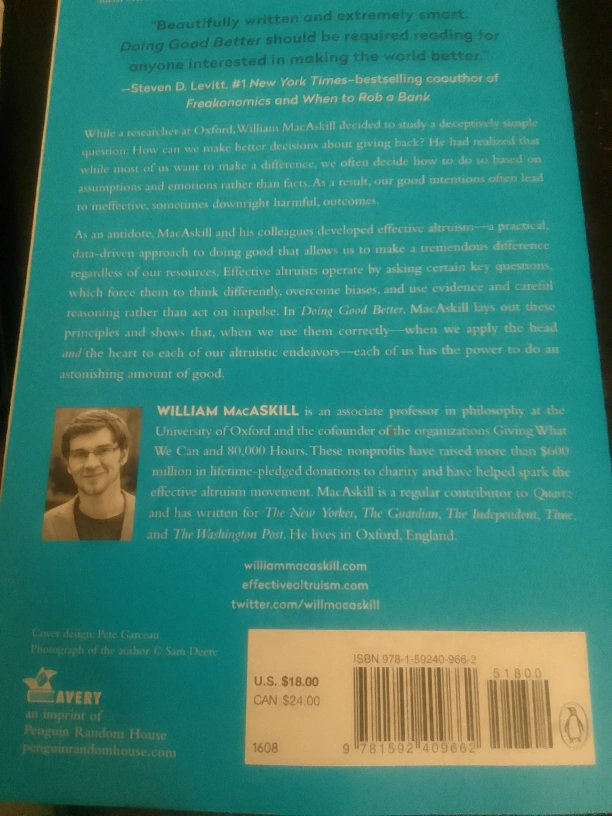 "Beautifully written and extremely smart.
Doing Good Better should be required reading for
anyone interested in making the world better."
—Steven D. Levitt, #1 New York Times–bestselling coauthor of
Freakonomics and When to Rob a Bank
While a researcher at Oxford, William MacAskill decided to study a deceptively simple
question: How can we make better decisions about giving back? He had realized that
while most of us want to make a difference, we often decide how to do so based on
assumptions and emotions rather than facts. As a result, our good intentions often lead
to ineffective, sometimes downright harmful, outcomes.
As an antidote, MacAskill and his colleagues developed effective altruism—a practical,
data-driven approach to doing good that allows us to make a tremendous difference
regardless of our resources. Effective altruists operate by asking certain key questions,
which force them to think differently, overcome biases, and use evidence and careful
reasoning rather than act on impulse. In Doing Good Better, MacAskill lays out these
principles and shows that, when we use them correctly—when we apply the head
and the heart to each of our altruistic endeavors—each of us has the power to do an
astonishing amount of good.
WILLIAM MACASKILL is an associate professor in philosophy at the
University of Oxford and the cofounder of the organizations Giving What
We Can and 80,000 Hours. These nonprofits have raised more than $600
million in lifetime-pledged donations to charity and have helped spark the
effective altruism movement. MacAskill is a regular contributor to Quartz
and has written for The New Yorker, The Guardian, The Independent, Time,
and The Washington Post. He lives in Oxford, England.
williammacaskill.com
effectivealtruism.com
twitter.com/willmacaskill
Cover design: Pete Garceau
Photograph of the author © Sam Deere
AVERY
an imprint of
Penguin Random House
penguinrandomhouse.com
U.S. $18.00
CAN $24.00
1608
ISBN 978-1-59240-966-2
51800
9 781592 409662